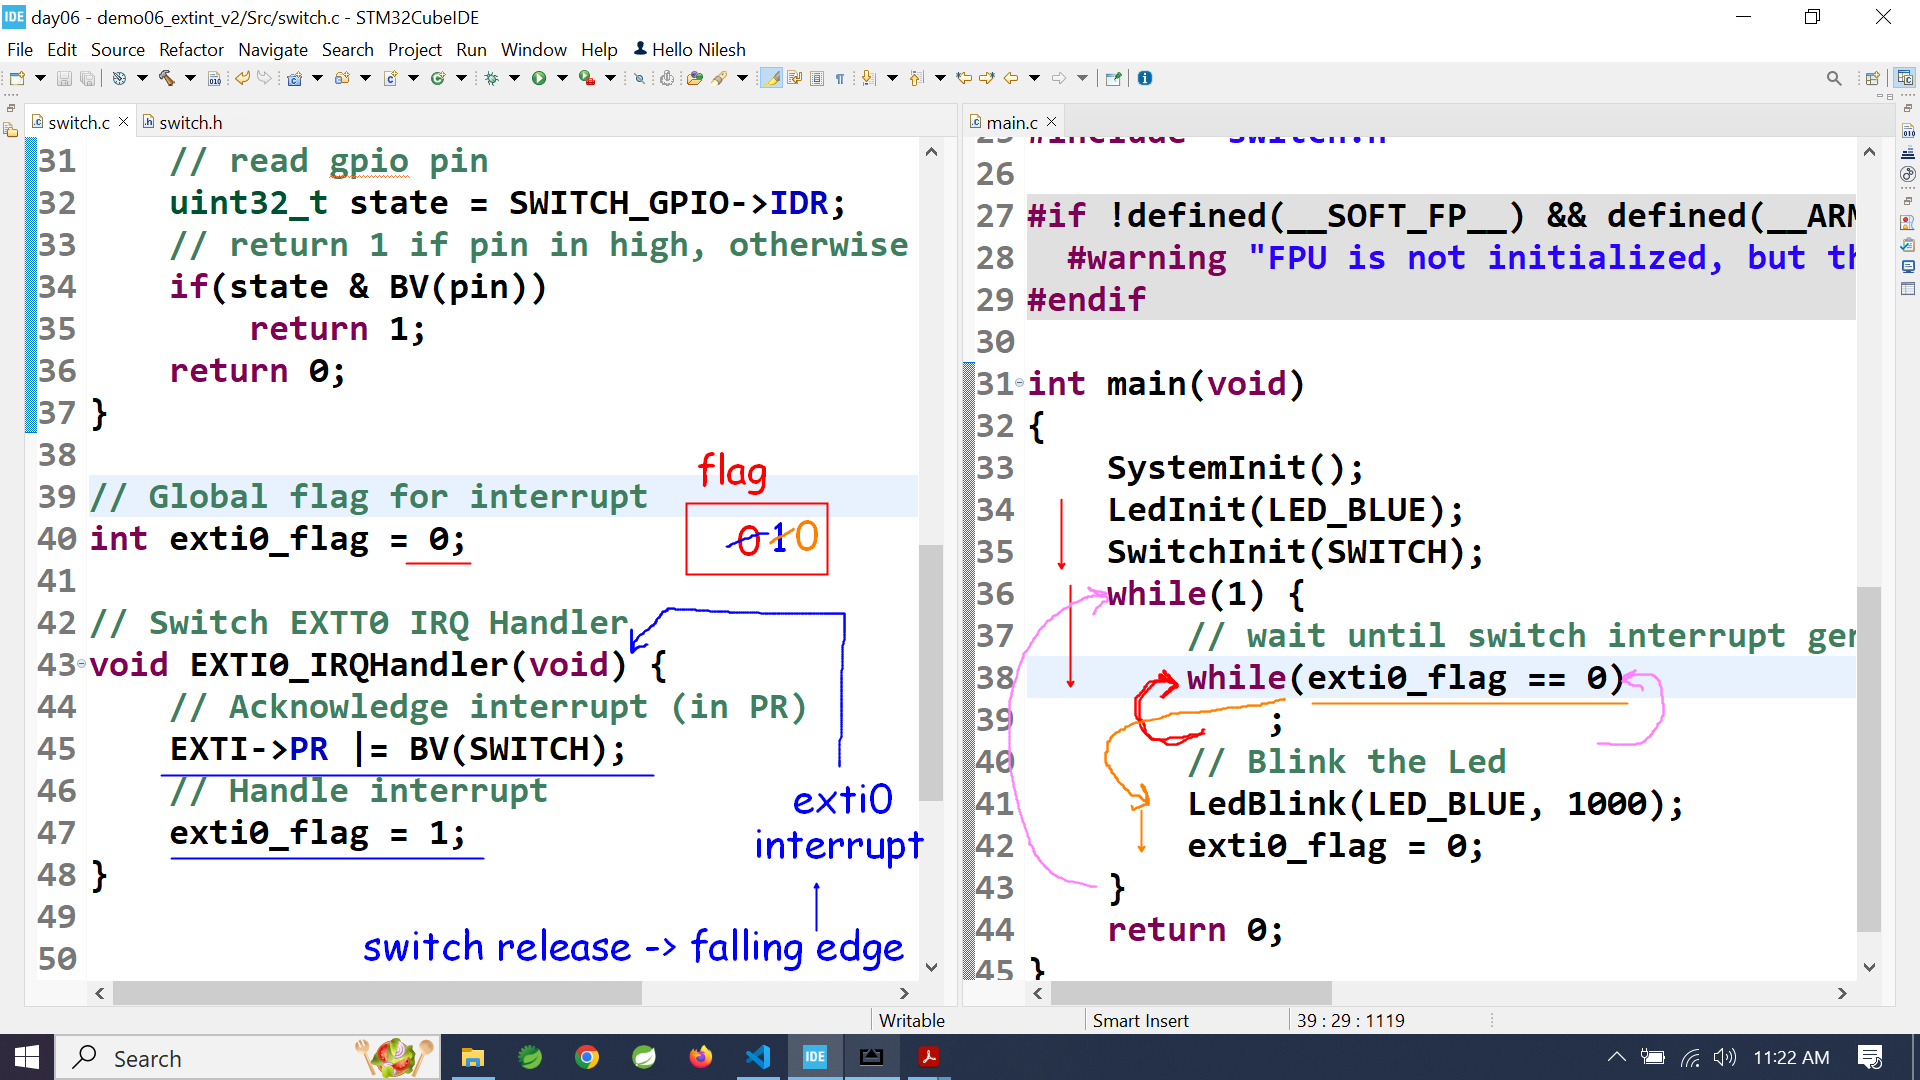 day06 - demo06_extint_v2/Src/switch.c - STM32CubeIDE
File Edit Source Refactor Navigate Search Project Run Window Help Hello Nilesh
switch.c
switch.h
31 // read gpio pin
32 uint32_t state = SWITCH_GPIO->IDR;
33 // return 1 if pin in high, otherwise
34 if(state & BV(pin))
35 return 1;
36 return 0;
37 }
38
39 // Global flag for interrupt
40 int exti0_flag = 0;
41
42 // Switch EXTT0 IRQ Handler
43 void EXTI0_IRQHandler(void) {
44 // Acknowledge interrupt (in PR)
45 EXTI->PR |= BV(SWITCH);
46 // Handle interrupt
47 exti0_flag = 1;
48 }
49
50
flag
0 1 0
exti0
interrupt
switch release -> falling edge
main.c
25 #include "switch.h"
26
27 #if !defined(__SOFT_FP__) && defined(__ARM
28 #warning "FPU is not initialized, but th
29 #endif
30
31 int main(void)
32 {
33 SystemInit();
34 LedInit(LED_BLUE);
35 SwitchInit(SWITCH);
36 while(1) {
37 // wait until switch interrupt ger
38 while(exti0_flag == 0)
39 ;
40 // Blink the Led
41 LedBlink(LED_BLUE, 1000);
42 exti0_flag = 0;
43 }
44 return 0;
45 }
Writable Smart Insert 39 : 29 : 1119
Search
IDE
11:22 AM